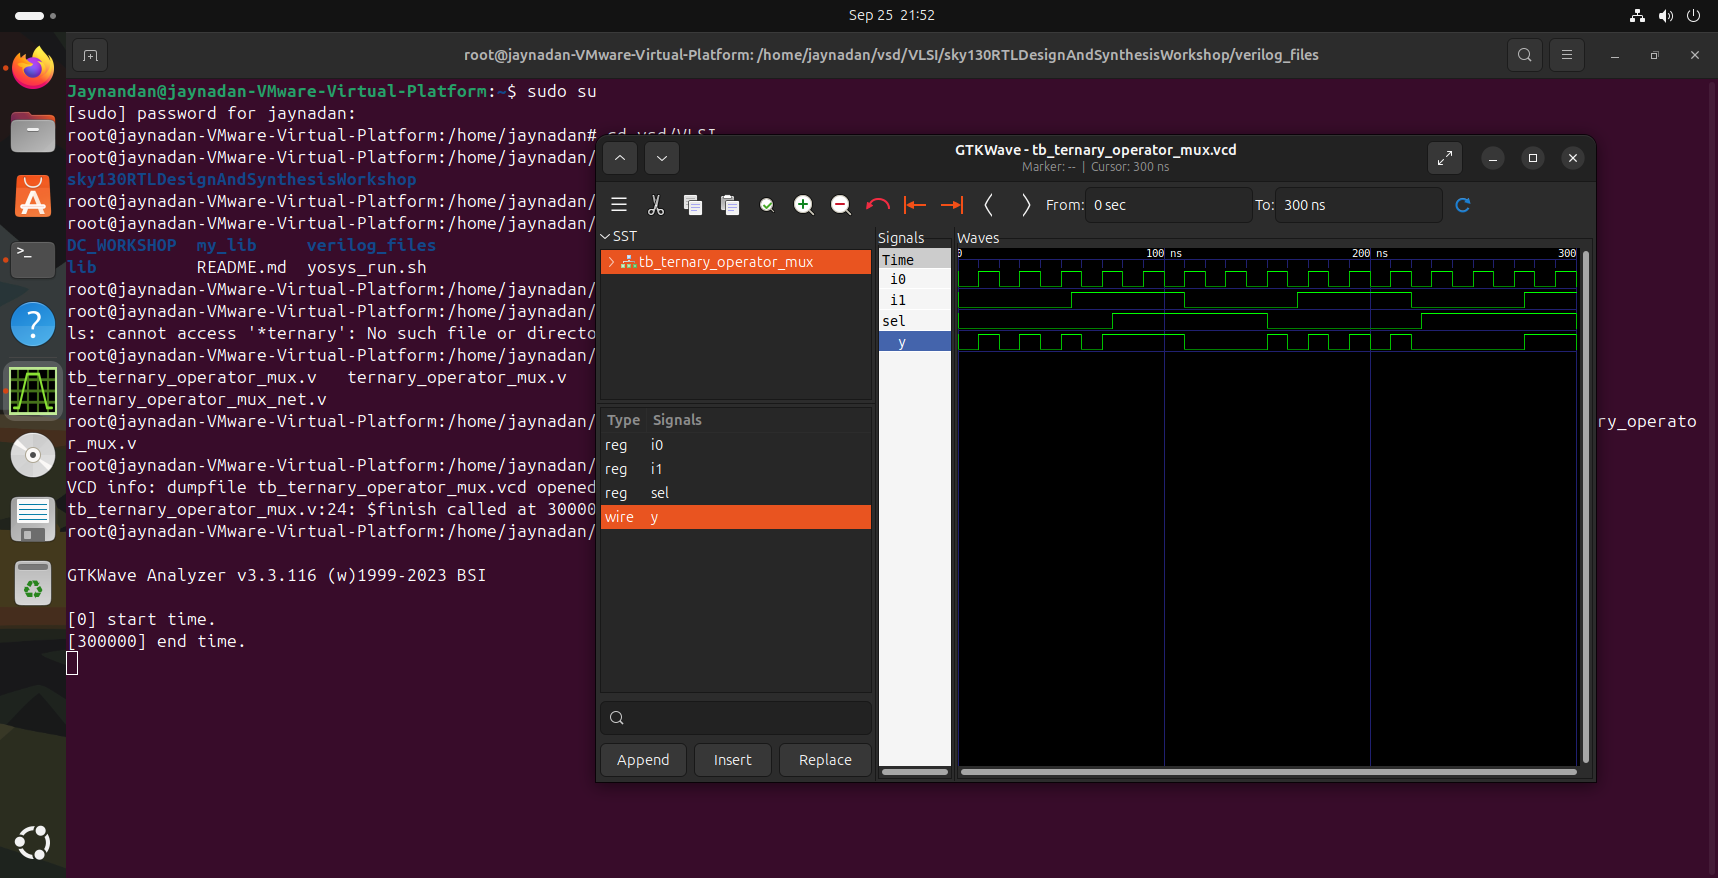 Sep 25 21:52
root@jaynadan-VMware-Virtual-Platform: /home/jaynadan/vsd/VLSI/sky130RTLDesignAndSynthesisWorkshop/verilog_files
Jaynandan@jaynadan-VMware-Virtual-Platform:~$ sudo su
[sudo] password for jaynadan:
root@jaynadan-VMware-Virtual-Platform:/home/jaynadan# cd vsd/VLSI
root@jaynadan-VMware-Virtual-Platform:/home/jaynadan/
sky130RTLDesignAndSynthesisWorkshop
root@jaynadan-VMware-Virtual-Platform:/home/jaynadan/
root@jaynadan-VMware-Virtual-Platform:/home/jaynadan/
DC_WORKSHOP my_lib verilog_files
lib README.md yosys_run.sh
root@jaynadan-VMware-Virtual-Platform:/home/jaynadan/
root@jaynadan-VMware-Virtual-Platform:/home/jaynadan/
ls: cannot access '*ternary': No such file or directo
root@jaynadan-VMware-Virtual-Platform:/home/jaynadan/
tb_ternary_operator_mux.v ternary_operator_mux.v
ternary_operator_mux_net.v
root@jaynadan-VMware-Virtual-Platform:/home/jaynadan/ ry_operato
r_mux.v
root@jaynadan-VMware-Virtual-Platform:/home/jaynadan/
VCD info: dumpfile tb_ternary_operator_mux.vcd opened
tb_ternary_operator_mux.v:24: $finish called at 30000
root@jaynadan-VMware-Virtual-Platform:/home/jaynadan/
GTKWave Analyzer v3.3.116 (w)1999-2023 BSI
[0] start time.
[300000] end time.
GTKWave - tb_ternary_operator_mux.vcd
Marker: -- | Cursor: 300 ns
From: 0 sec To: 300 ns
SST
tb_ternary_operator_mux
Type Signals
reg i0
reg i1
reg sel
wire y
Append Insert Replace
Signals
Time
i0
i1
sel
y
Waves
0 100 ns 200 ns 300